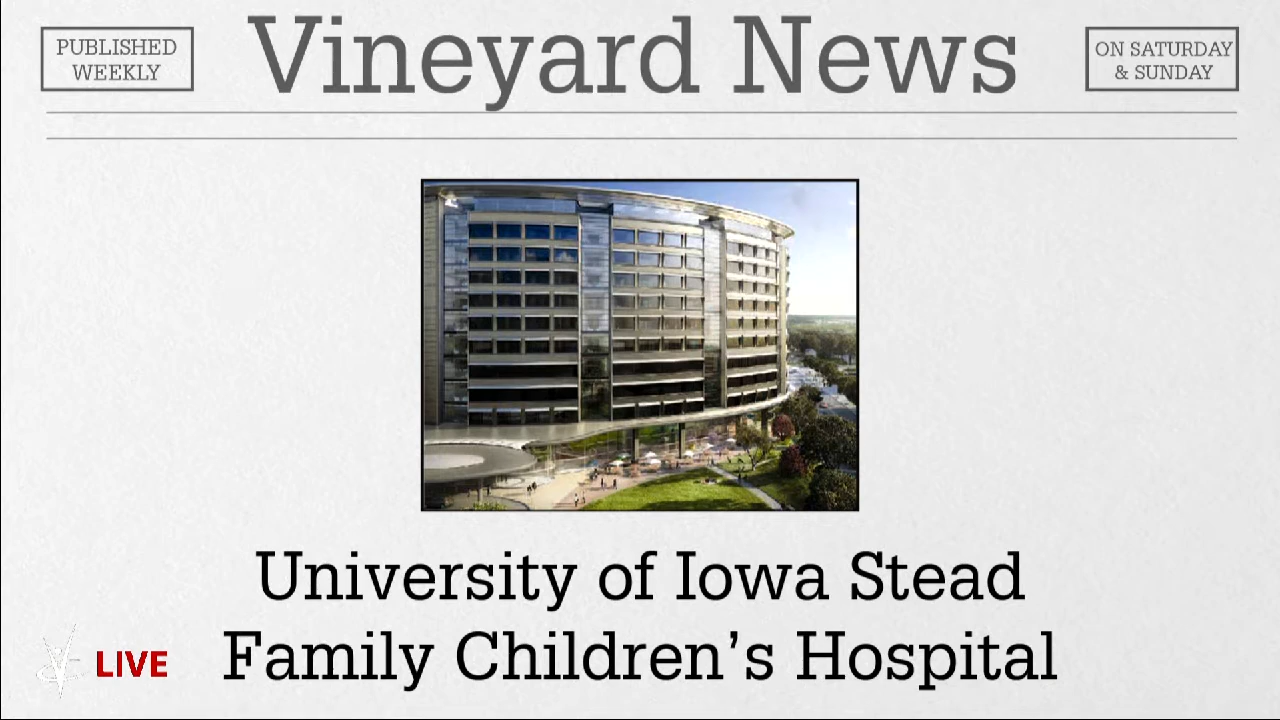 PUBLISHED
WEEKLY
Vineyard News
ON SATURDAY
& SUNDAY
University of Iowa Stead
Family Children’s Hospital
LIVE